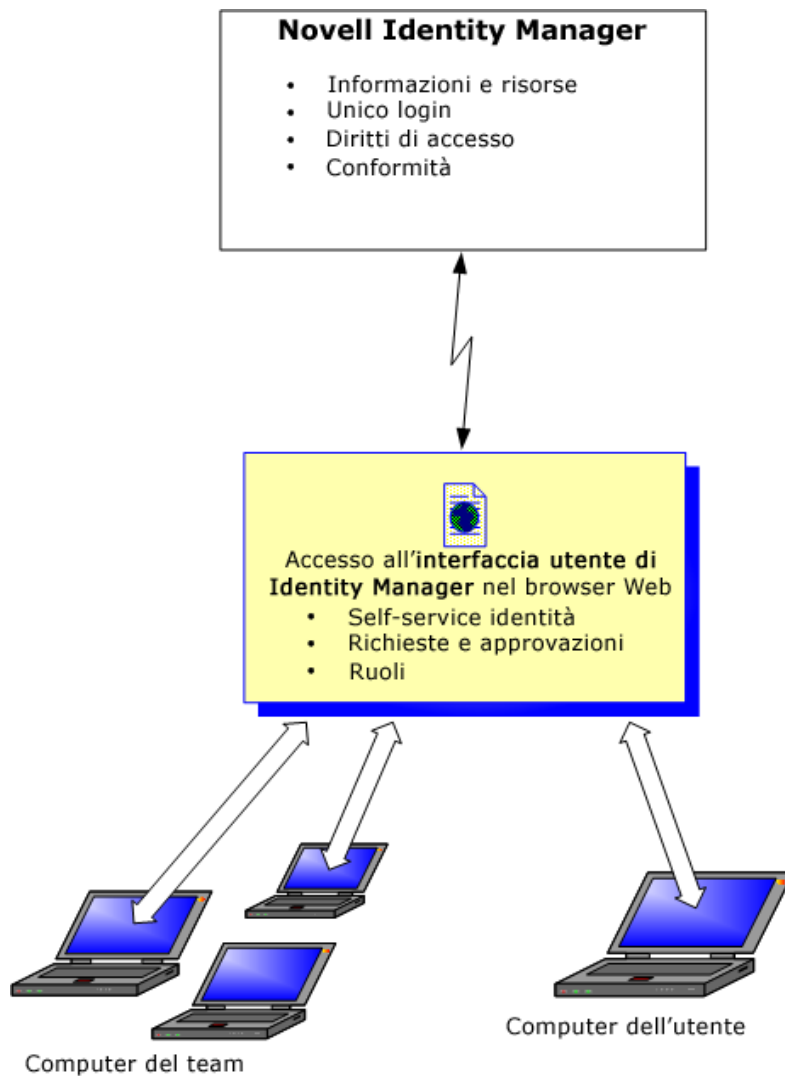 Novell Identity Manager
• Informazioni e risorse
• Unico login
• Diritti di accesso
• Conformità
Accesso all’interfaccia utente di
Identity Manager nel browser Web
• Self-service identità
• Richieste e approvazioni
• Ruoli
Computer dell’utente
Computer del team